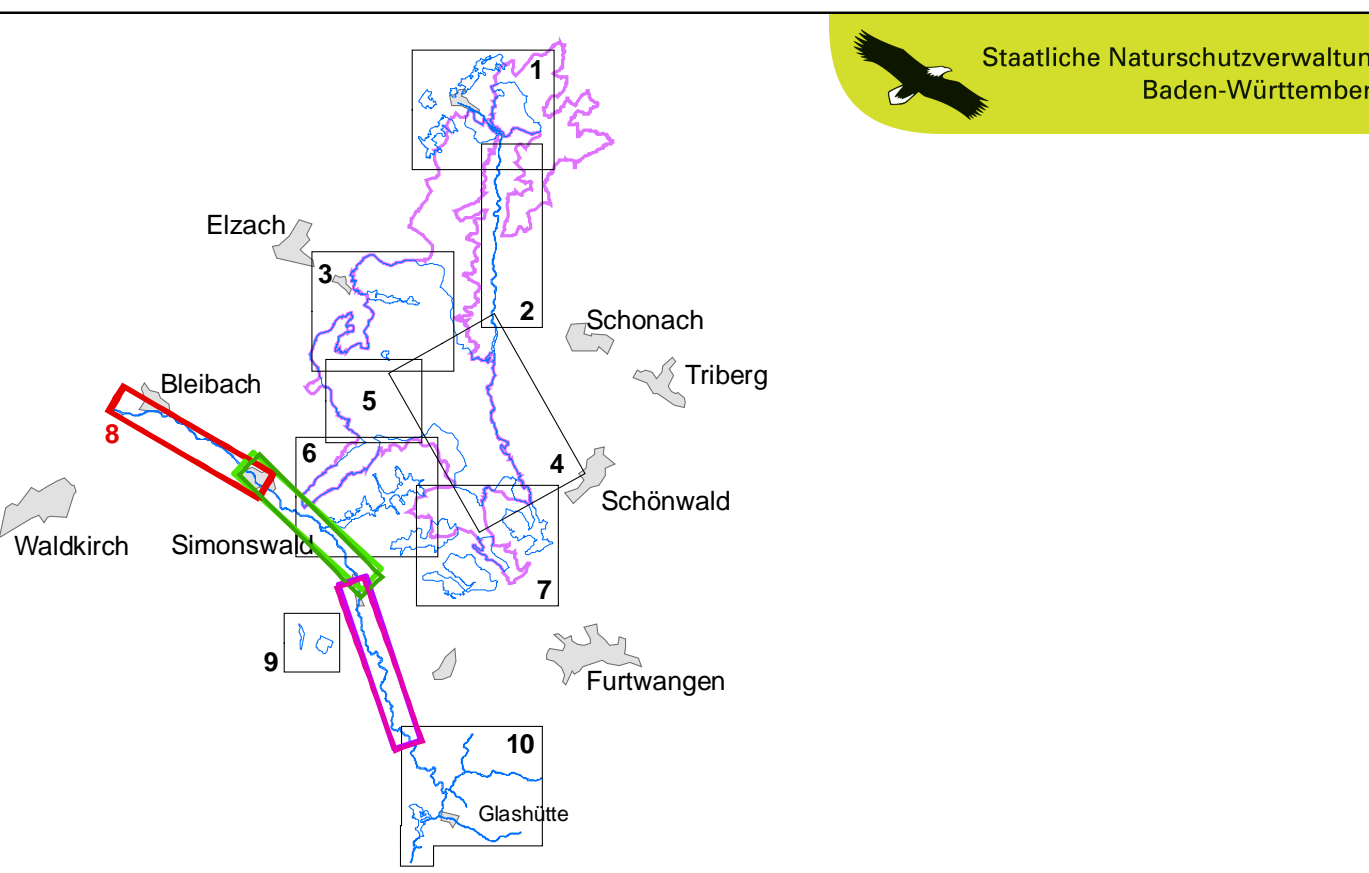 Staatliche Naturschutzverwaltun
Baden-Württember
1
Elzach
3
2
Schonach
Triberg
Bleibach
5
8
6
4
Schönwald
Waldkirch
Simonswald
7
9
Furtwangen
10
Glashütte